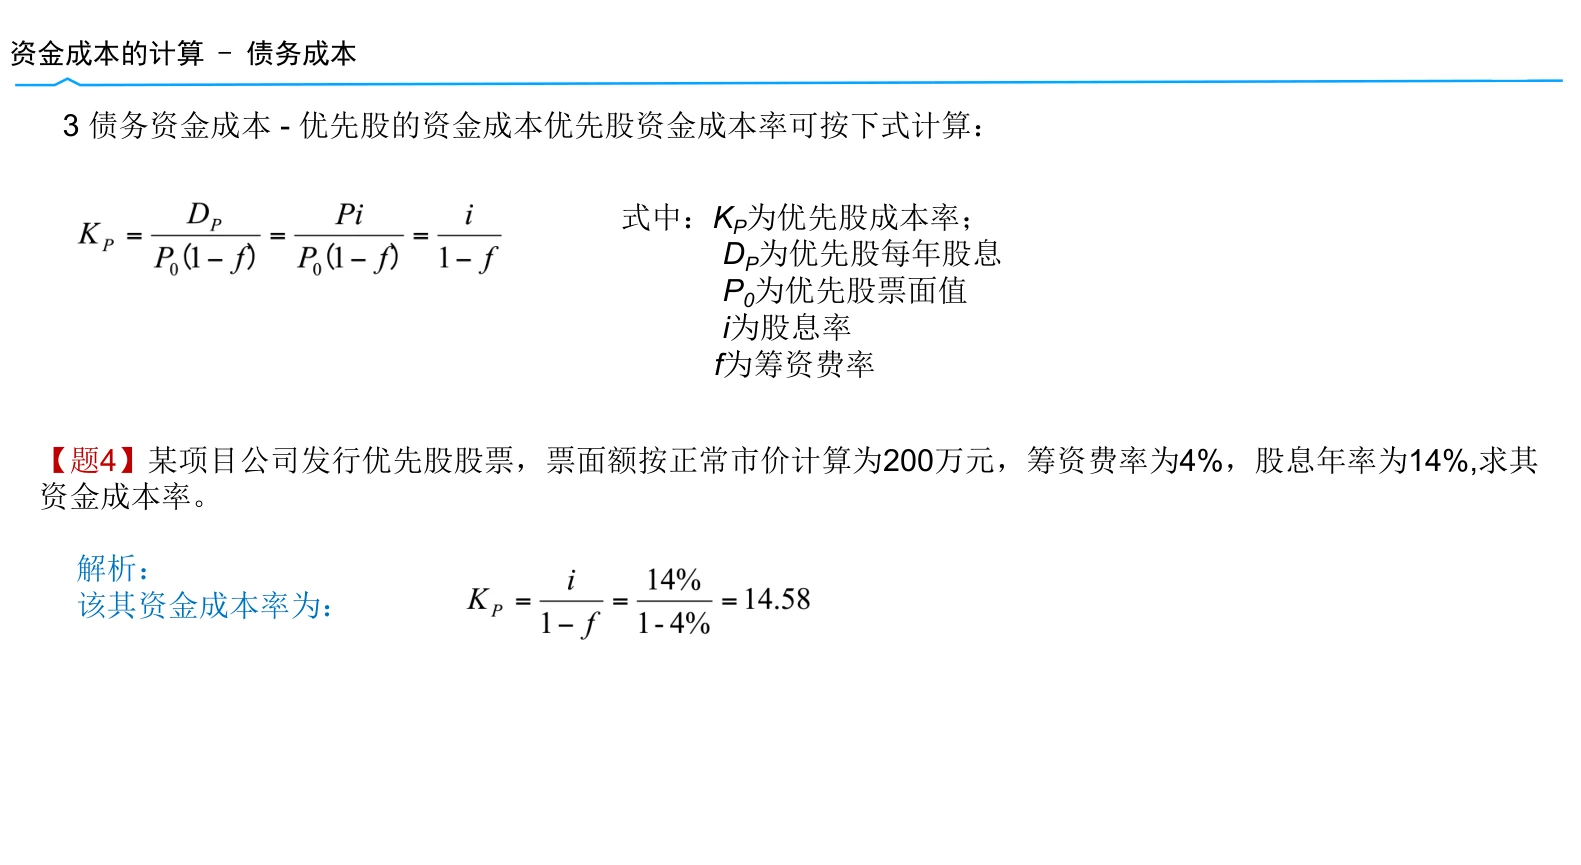 资金成本的计算 - 债务成本
3 债务资金成本 - 优先股的资金成本优先股资金成本率可按下式计算：
K_P = D_P / P_0(1 − f) = Pi / P_0(1 − f) = i / 1 − f
式中：K_P为优先股成本率；
D_P为优先股每年股息
P_0为优先股票面值
i为股息率
f为筹资费率
【题4】某项目公司发行优先股股票，票面额按正常市价计算为200万元，筹资费率为4%，股息年率为14%,求其
资金成本率。
解析：
该其资金成本率为：
K_P = i / 1 − f = 14% / 1 - 4% = 14.58